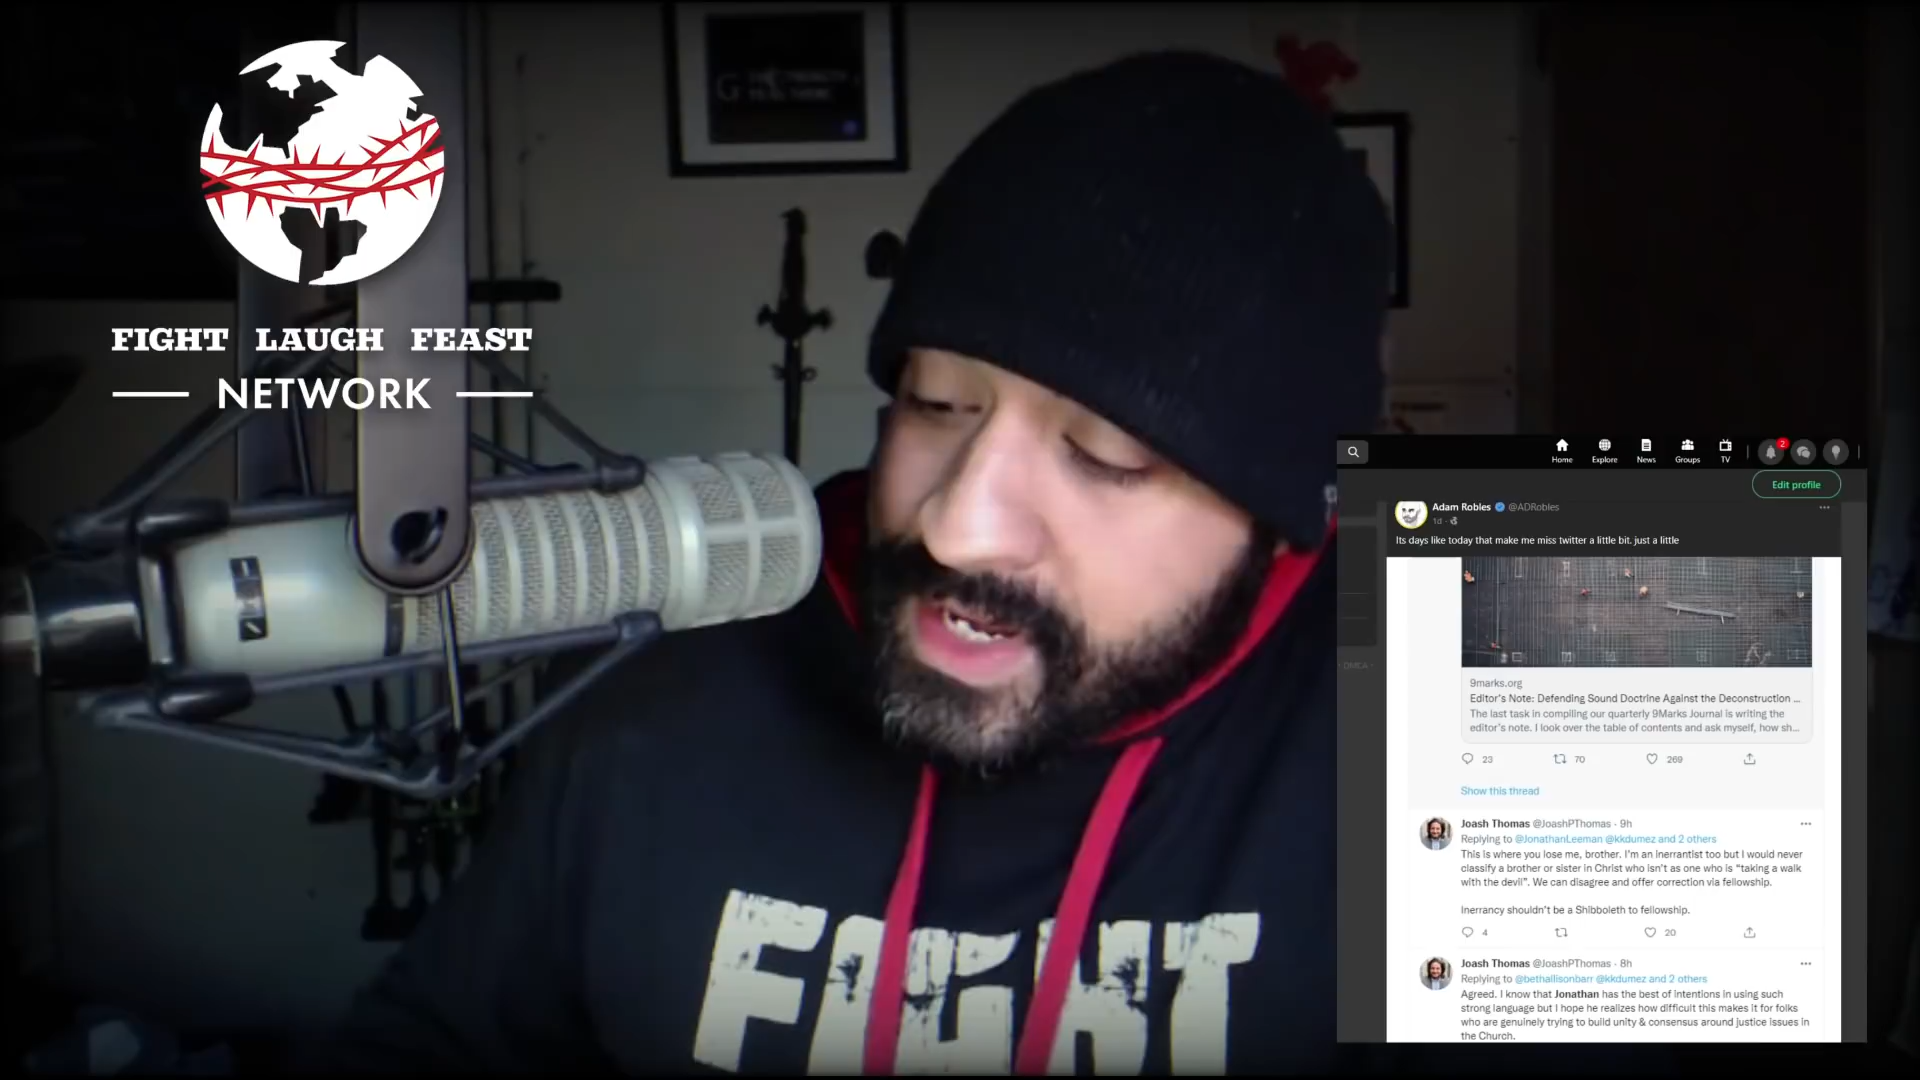 FIGHT LAUGH FEAST
NETWORK
Home
Explore
News
Groups
TV
2
Edit profile
Adam Robles @ADRobles
1d
Its days like today that make me miss twitter a little bit. just a little
DMCA
9marks.org
Editor's Note: Defending Sound Doctrine Against the Deconstruction ...
The last task in compiling our quarterly 9Marks Journal is writing the
editor's note. I look over the table of contents and ask myself, how sh...
23
70
269
Show this thread
Joash Thomas @JoashPThomas · 9h
Replying to @JonathanLeeman @kkdumez and 2 others
This is where you lose me, brother. I'm an inerrantist too but I would never
classify a brother or sister in Christ who isn't as one who is "taking a walk
with the devil". We can disagree and offer correction via fellowship.
Inerrancy shouldn't be a Shibboleth to fellowship.
4
20
Joash Thomas @JoashPThomas · 8h
Replying to @bethallisonbarr @kkdumez and 2 others
Agreed. I know that Jonathan has the best of intentions in using such
strong language but I hope he realizes how difficult this makes it for folks
who are genuinely trying to build unity & consensus around justice issues in
the Church.
FIGHT